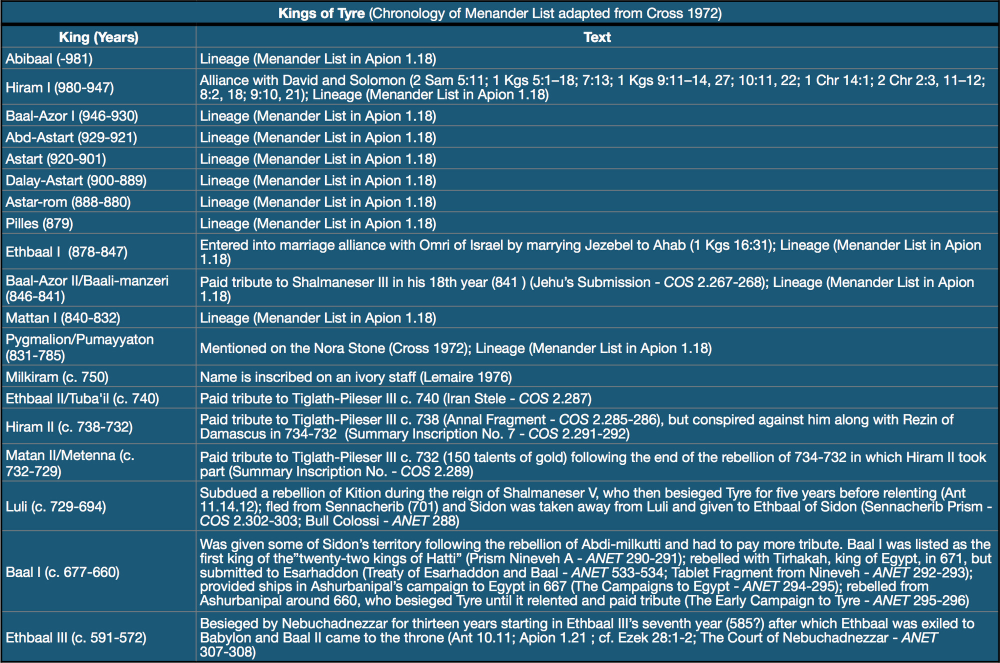 Kings of Tyre (Chronology of Menander List adapted from Cross 1972)
King (Years)
Text
Abibaal (-981)
Lineage (Menander List in Apion 1.18)
Hiram I (980-947)
Alliance with David and Solomon (2 Sam 5:11; 1 Kgs 5:1–18; 7:13; 1 Kgs 9:11–14, 27; 10:11, 22; 1 Chr 14:1; 2 Chr 2:3, 11–12;
8:2, 18; 9:10, 21); Lineage (Menander List in Apion 1.18)
Baal-Azor I (946-930)
Lineage (Menander List in Apion 1.18)
Abd-Astart (929-921)
Lineage (Menander List in Apion 1.18)
Astart (920-901)
Lineage (Menander List in Apion 1.18)
Dalay-Astart (900-889)
Lineage (Menander List in Apion 1.18)
Astar-rom (888-880)
Lineage (Menander List in Apion 1.18)
Pilles (879)
Lineage (Menander List in Apion 1.18)
Ethbaal I  (878-847)
Entered into marriage alliance with Omri of Israel by marrying Jezebel to Ahab (1 Kgs 16:31); Lineage (Menander List in Apion
1.18)
Baal-Azor II/Baali-manzeri
(846-841)
Paid tribute to Shalmaneser III in his 18th year (841 ) (Jehu’s Submission - COS 2.267-268); Lineage (Menander List in Apion
1.18)
Mattan I (840-832)
Lineage (Menander List in Apion 1.18)
Pygmalion/Pumayyaton
(831-785)
Mentioned on the Nora Stone (Cross 1972); Lineage (Menander List in Apion 1.18)
Milkiram (c. 750)
Name is inscribed on an ivory staff (Lemaire 1976)
Ethbaal II/Tuba'il (c. 740)
Paid tribute to Tiglath-Pileser III c. 740 (Iran Stele - COS 2.287)
Hiram II (c. 738-732)
Paid tribute to Tiglath-Pileser III c. 738 (Annal Fragment - COS 2.285-286), but conspired against him along with Rezin of
Damascus in 734-732  (Summary Inscription No. 7 - COS 2.291-292)
Matan II/Metenna (c.
732-729)
Paid tribute to Tiglath-Pileser III c. 732 (150 talents of gold) following the end of the rebellion of 734-732 in which Hiram II took
part (Summary Inscription No. - COS 2.289)
Luli (c. 729-694)
Subdued a rebellion of Kition during the reign of Shalmaneser V, who then besieged Tyre for five years before relenting (Ant
11.14.12); fled from Sennacherib (701) and Sidon was taken away from Luli and given to Ethbaal of Sidon (Sennacherib Prism -
COS 2.302-303; Bull Colossi - ANET 288)
Baal I (c. 677-660)
Was given some of Sidon’s territory following the rebellion of Abdi-milkutti and had to pay more tribute. Baal I was listed as the
first king of the”twenty-two kings of Hatti” (Prism Nineveh A - ANET 290-291); rebelled with Tirhakah, king of Egypt, in 671, but
submitted to Esarhaddon (Treaty of Esarhaddon and Baal - ANET 533-534; Tablet Fragment from Nineveh - ANET 292-293);
provided ships in Ashurbanipal’s campaign to Egypt in 667 (The Campaigns to Egypt - ANET 294-295); rebelled from
Ashurbanipal around 660, who besieged Tyre until it relented and paid tribute (The Early Campaign to Tyre - ANET 295-296)
Ethbaal III (c. 591-572)
Besieged by Nebuchadnezzar for thirteen years starting in Ethbaal III’s seventh year (585?) after which Ethbaal was exiled to
Babylon and Baal II came to the throne (Ant 10.11; Apion 1.21 ; cf. Ezek 28:1-2; The Court of Nebuchadnezzar - ANET
307-308)